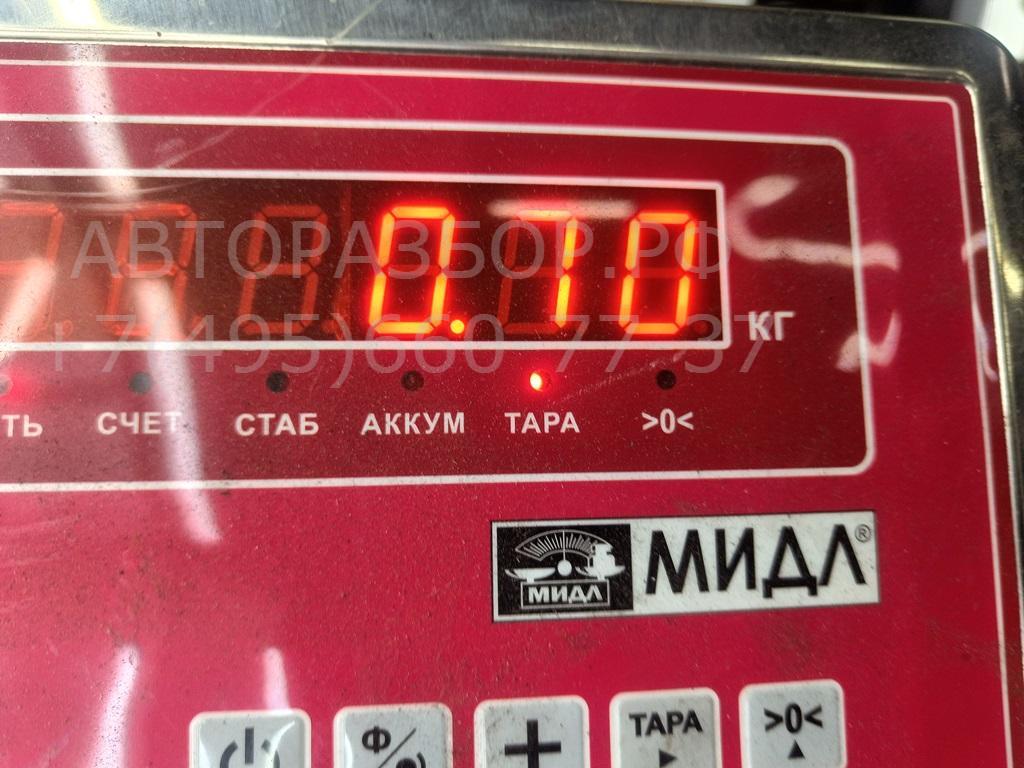 0.10
КГ
ТЬ СЧЕТ СТАБ АККУМ ТАРА >0<
АВТОРАЗБОР.РФ
+7(495)660-77-37
МИДЛ МИДЛ®
Ф
+
ТАРА
>0<